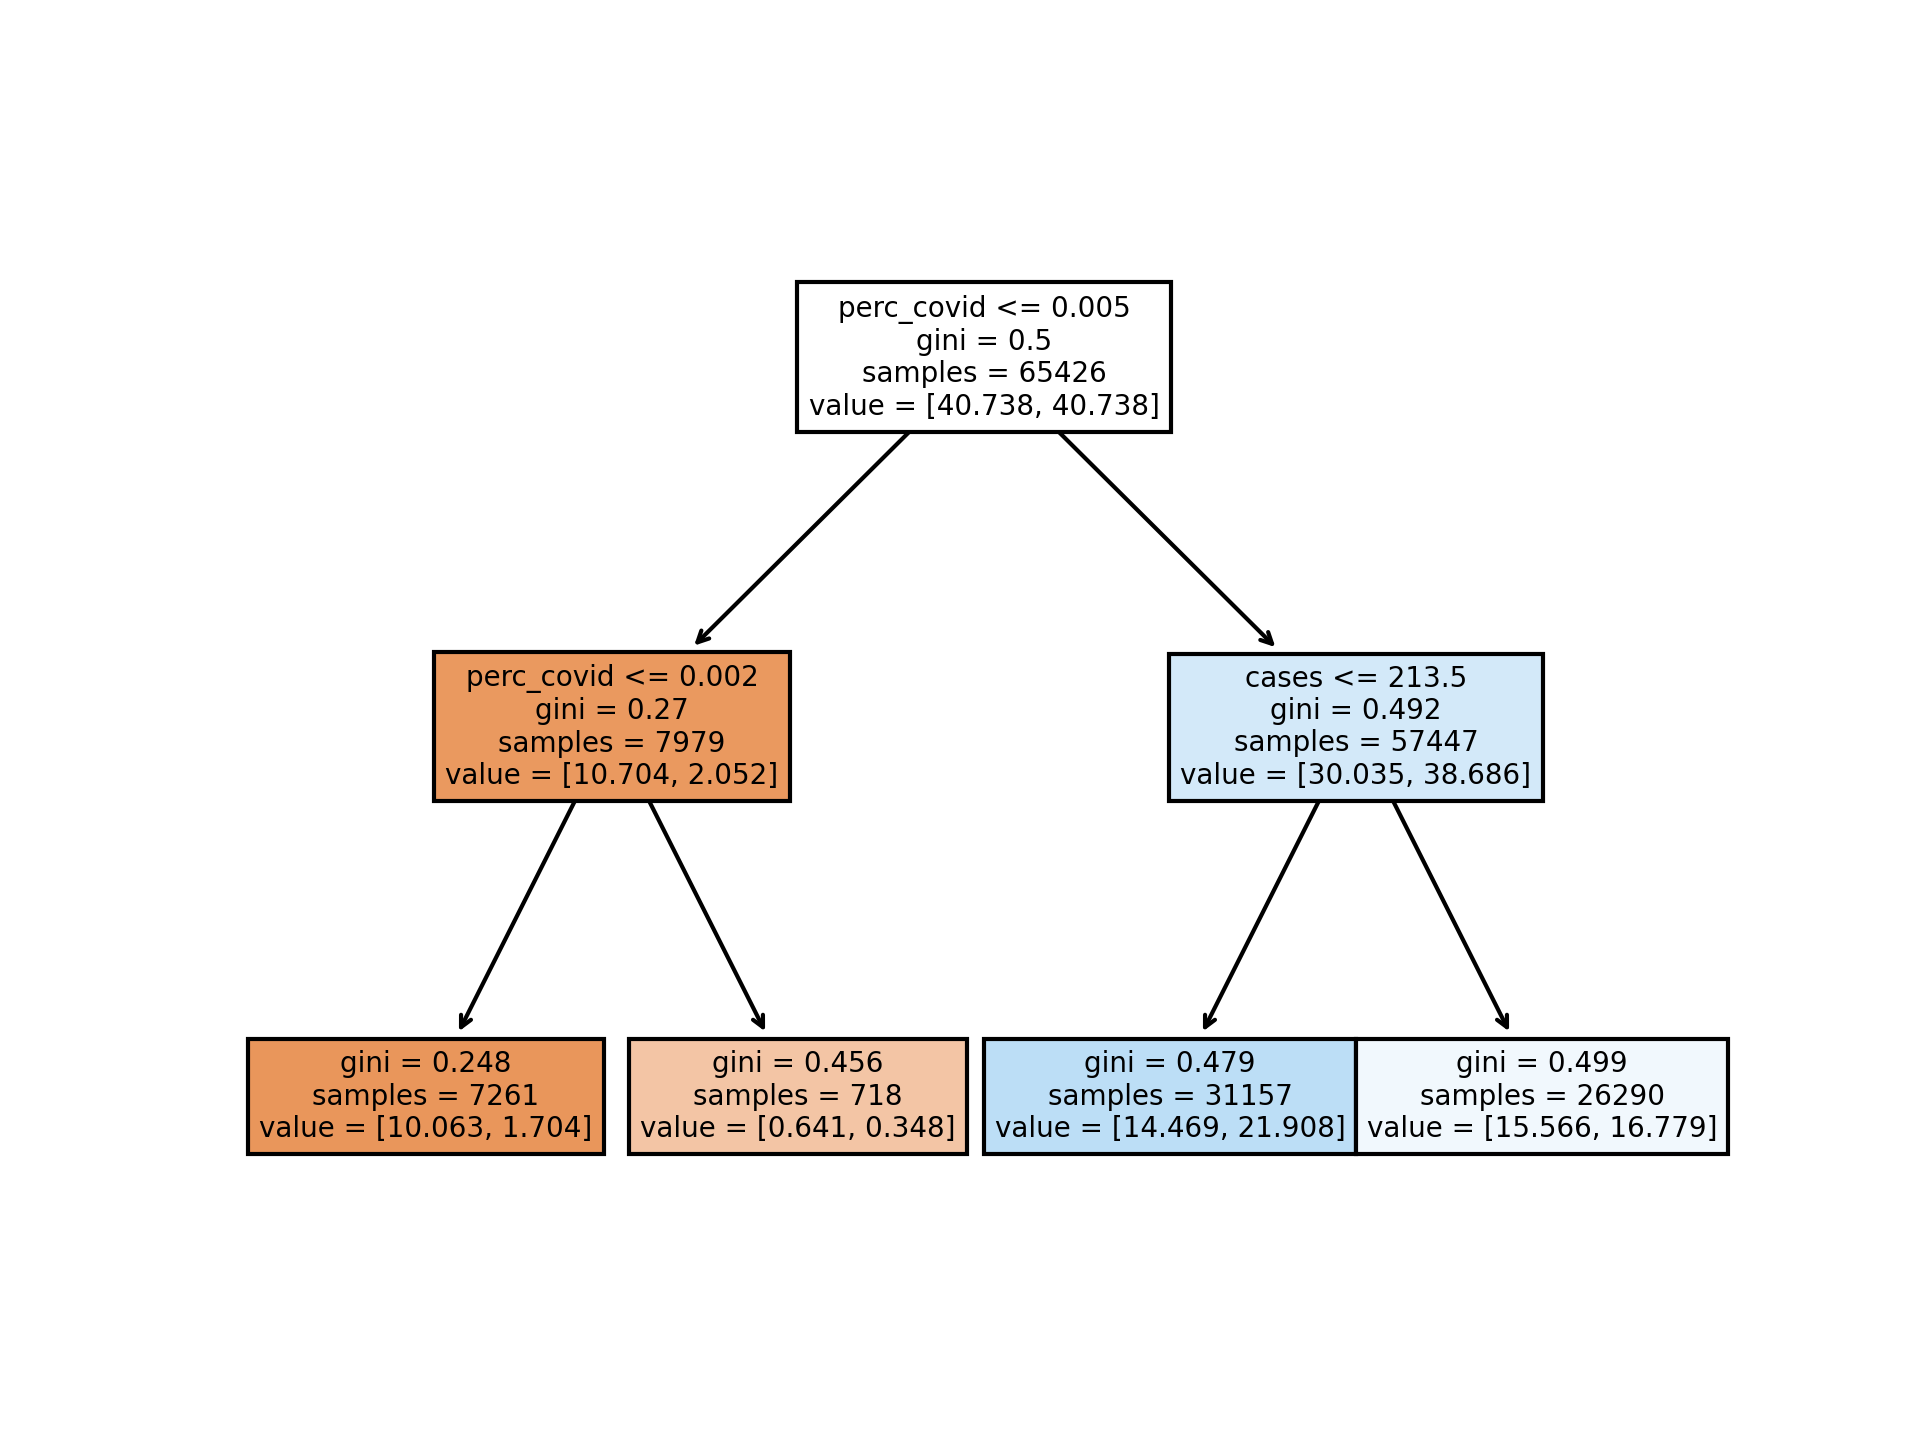 perc_covid <= 0.005
gini = 0.5
samples = 65426
value = [40.738, 40.738]
perc_covid <= 0.002
gini = 0.27
samples = 7979
value = [10.704, 2.052]
cases <= 213.5
gini = 0.492
samples = 57447
value = [30.035, 38.686]
gini = 0.248
samples = 7261
value = [10.063, 1.704]
gini = 0.456
samples = 718
value = [0.641, 0.348]
gini = 0.479
samples = 31157
value = [14.469, 21.908]
gini = 0.499
samples = 26290
value = [15.566, 16.779]